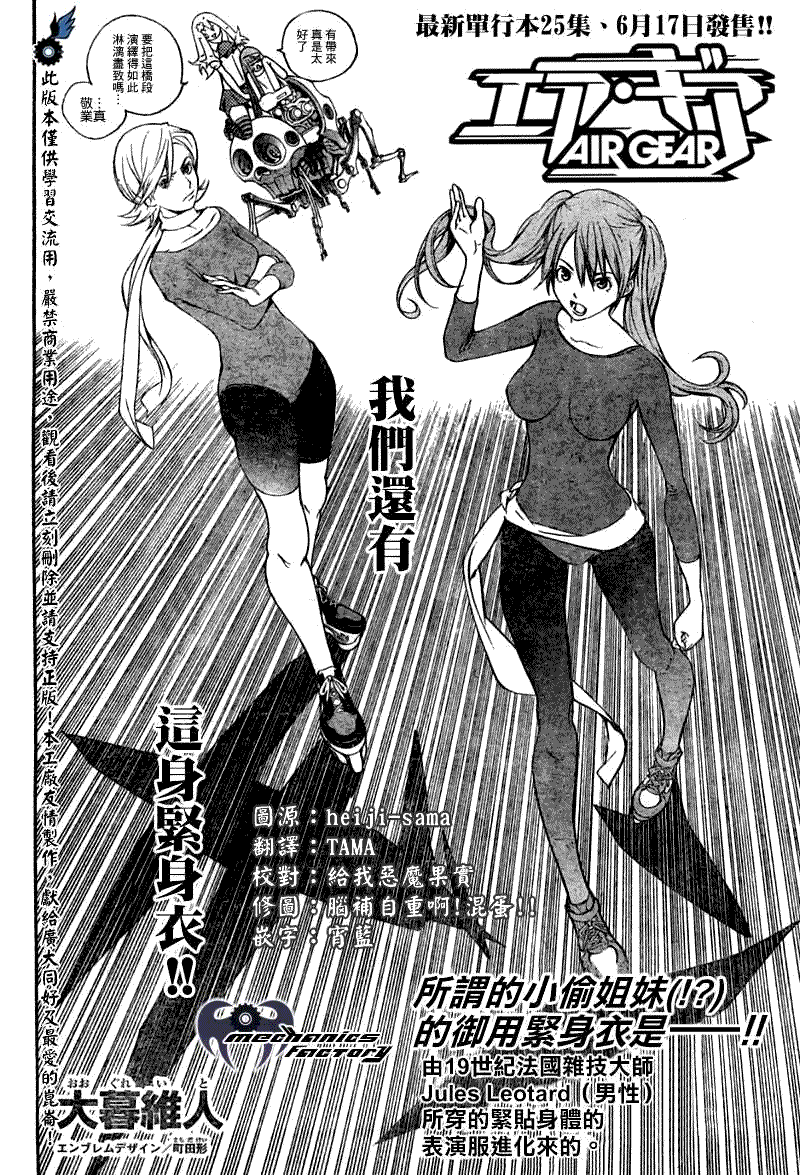 最新單行本25集、6月17日發售!!
エア・ギア
AIR GEAR
有帶來
真是太
好了
要把這橋段
演繹得如此
淋漓盡致嗎…
…真
敬業
此版本僅供學習交流用，嚴禁商業用途，觀看後請立刻刪除並請支持正版！本工廠友情製作，獻給廣大同好及最愛的崑崙！
我們還有
這身緊身衣!!
圖源：heiji-sama
翻譯：TAMA
校對：給我惡魔果實
修圖：腦補自重啊!混蛋!!
嵌字：宵藍
mechanics
factory
所謂的小偷姐妹(!?)
的御用緊身衣是——!!
由19世紀法國雜技大師
Jules Leotard（男性）
所穿的緊貼身體的
表演服進化來的。
おお ぐれ い と
大暮維人
エンブレムデザイン／町田形